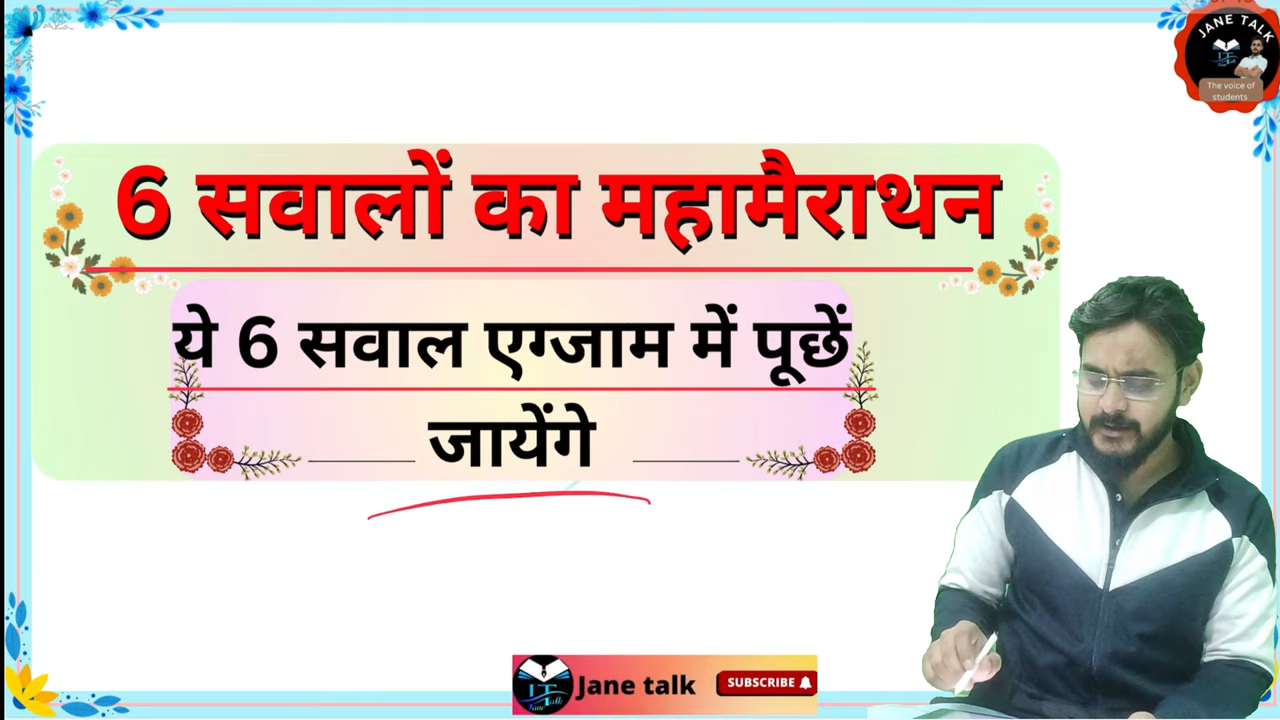 JANE TALK
The voice of
students
6 सवालों का महामैराथन
ये 6 सवाल एग्जाम में पूछें
जायेंगे
Jane talk
SUBSCRIBE